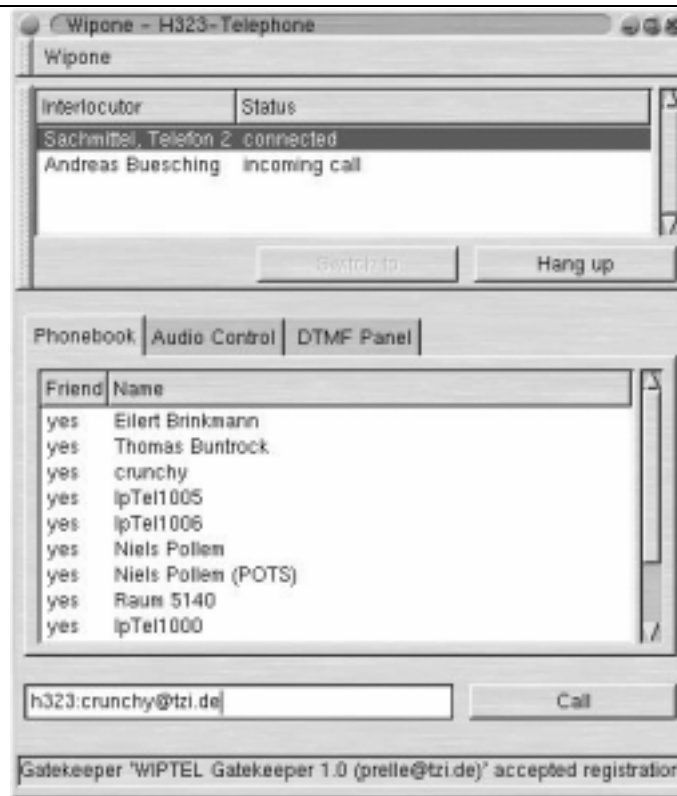 Wipone - H323-Telephone
Wipone
Interlocutor Status
Sachmittel, Telefon 2 connected
Andreas Buesching incoming call
Switch to Hang up
Phonebook Audio Control DTMF Panel
Friend Name
yes Eilert Brinkmann
yes Thomas Buntrock
yes crunchy
yes IpTel1005
yes IpTel1006
yes Niels Pollem
yes Niels Pollem (POTS)
yes Raum 5140
yes IpTel1000
h323:crunchy@tzi.de Call
Gatekeeper 'WIPTEL Gatekeeper 1.0 (prelle@tzi.de)' accepted registration